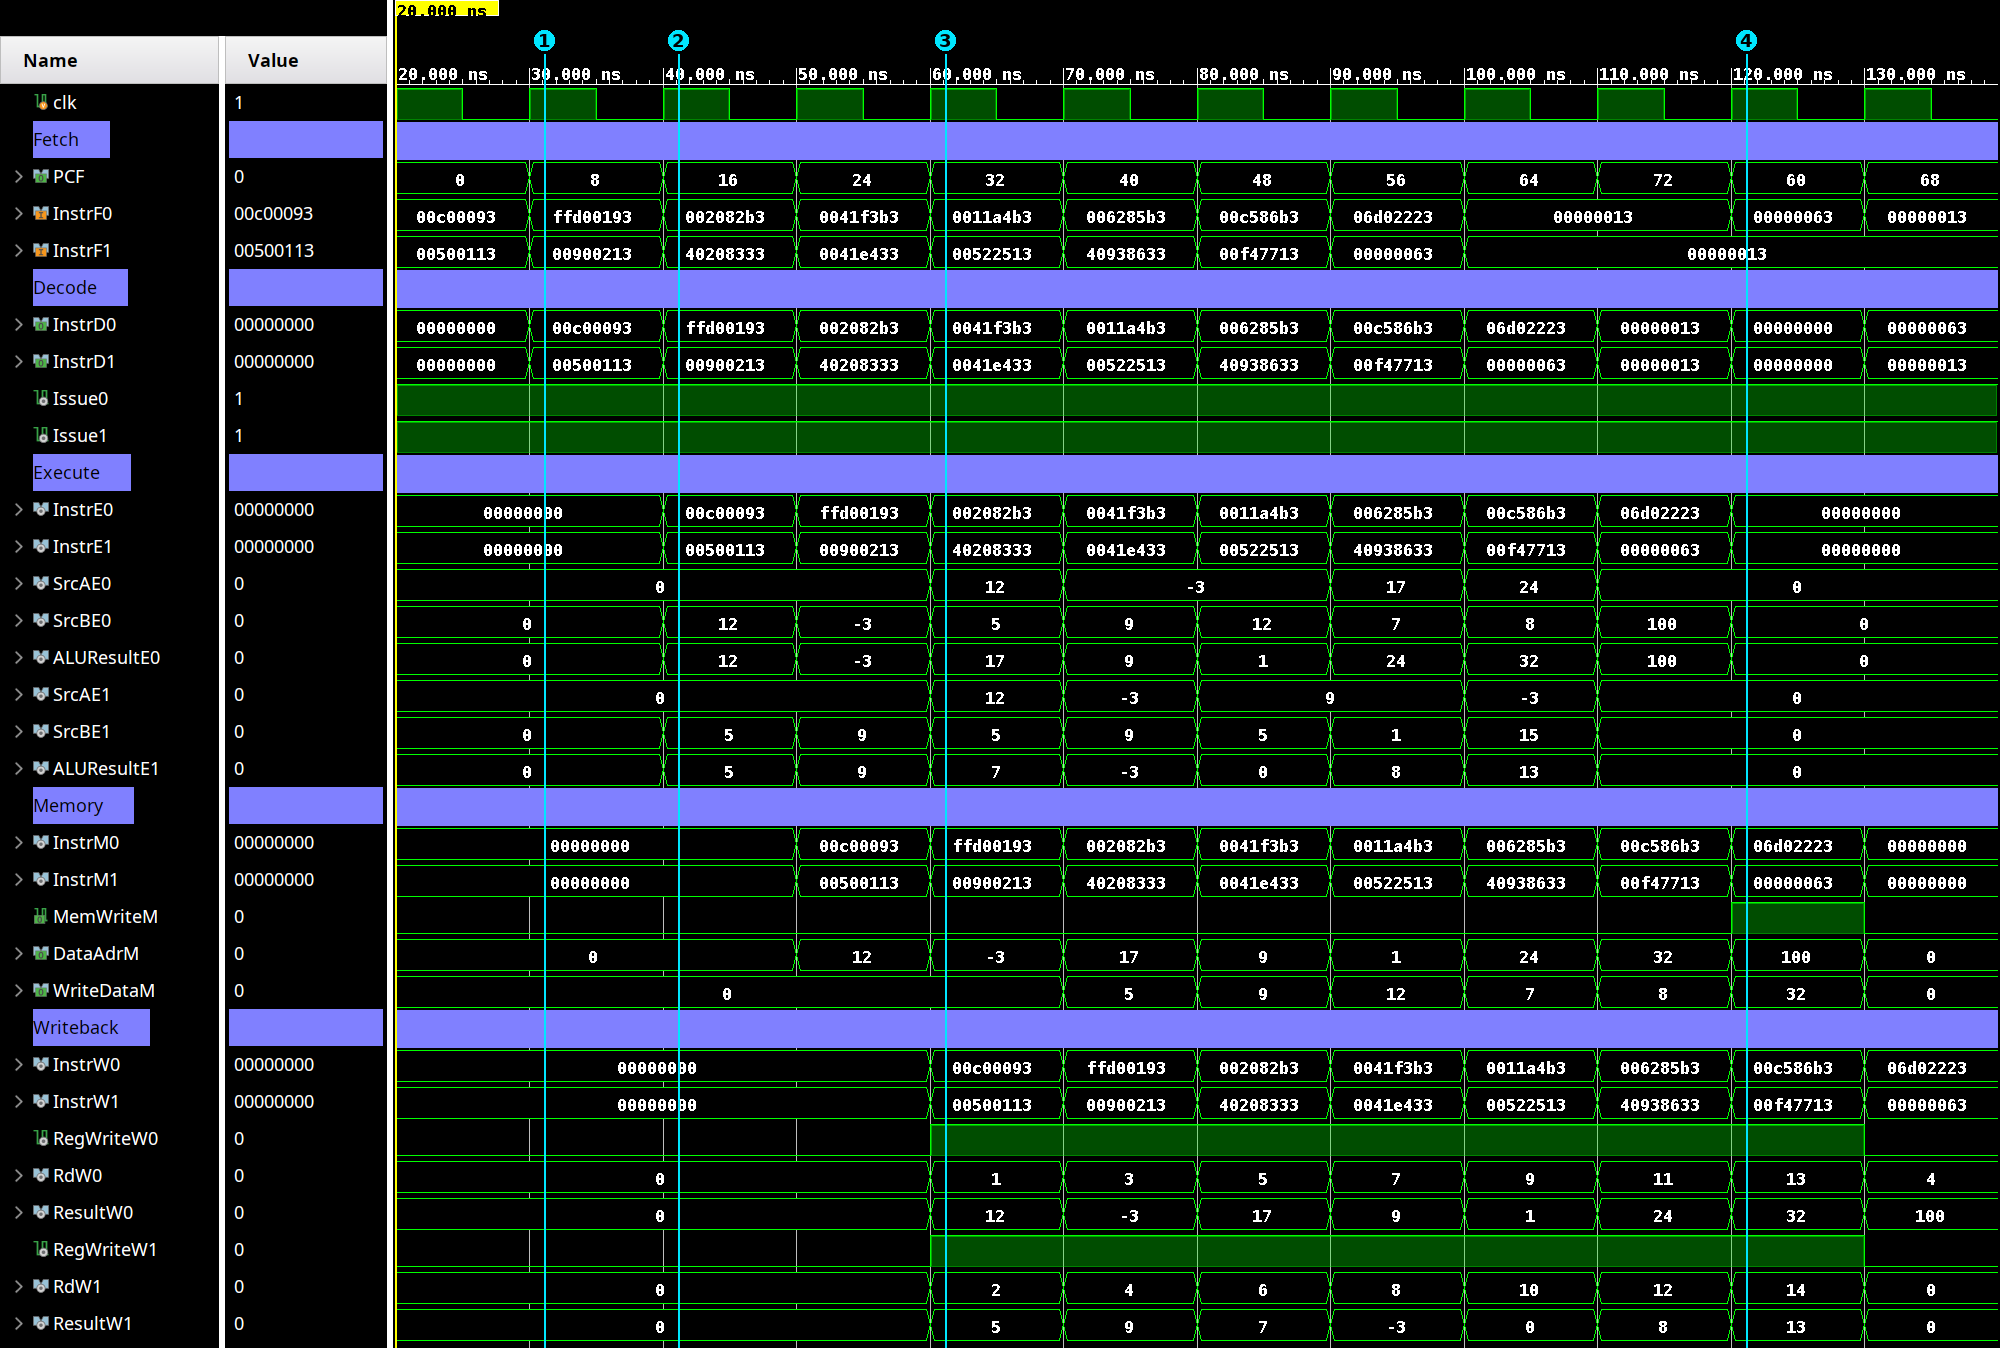 20.000 ns
1 2 3 4
Name Value
20.000 ns 30.000 ns 40.000 ns 50.000 ns 60.000 ns 70.000 ns 80.000 ns 90.000 ns 100.000 ns 110.000 ns 120.000 ns 130.000 ns
clk 1
Fetch
PCF 0 0 8 16 24 32 40 48 56 64 72 60 68
InstrF0 00c00093 00c00093 ffd00193 002082b3 0041f3b3 0011a4b3 006285b3 00c586b3 06d02223 00000013 00000063 00000013
InstrF1 00500113 00500113 00900213 40208333 0041e433 00522513 40938633 00f47713 00000063 00000013
Decode
InstrD0 00000000 00000000 00c00093 ffd00193 002082b3 0041f3b3 0011a4b3 006285b3 00c586b3 06d02223 00000013 00000000 00000063
InstrD1 00000000 00000000 00500113 00900213 40208333 0041e433 00522513 40938633 00f47713 00000063 00000013 00000000 00000013
Issue0 1
Issue1 1
Execute
InstrE0 00000000 00000000 00c00093 ffd00193 002082b3 0041f3b3 0011a4b3 006285b3 00c586b3 06d02223 00000000
InstrE1 00000000 00000000 00500113 00900213 40208333 0041e433 00522513 40938633 00f47713 00000063 00000000
SrcAE0 0 0 12 -3 17 24 0
SrcBE0 0 0 12 -3 5 9 12 7 8 100 0
ALUResultE0 0 0 12 -3 17 9 1 24 32 100 0
SrcAE1 0 0 12 -3 9 -3 0
SrcBE1 0 0 5 9 5 9 5 1 15 0
ALUResultE1 0 0 5 9 7 -3 0 8 13 0
Memory
InstrM0 00000000 00000000 00c00093 ffd00193 002082b3 0041f3b3 0011a4b3 006285b3 00c586b3 06d02223 00000000
InstrM1 00000000 00000000 00500113 00900213 40208333 0041e433 00522513 40938633 00f47713 00000063 00000000
MemWriteM 0
DataAdrM 0 0 12 -3 17 9 1 24 32 100 0
WriteDataM 0 0 5 9 12 7 8 32 0
Writeback
InstrW0 00000000 00000000 00c00093 ffd00193 002082b3 0041f3b3 0011a4b3 006285b3 00c586b3 06d02223
InstrW1 00000000 00000000 00500113 00900213 40208333 0041e433 00522513 40938633 00f47713 00000063
RegWriteW0 0
RdW0 0 0 1 3 5 7 9 11 13 4
ResultW0 0 0 12 -3 17 9 1 24 32 100
RegWriteW1 0
RdW1 0 0 2 4 6 8 10 12 14 0
ResultW1 0 0 5 9 7 -3 0 8 13 0